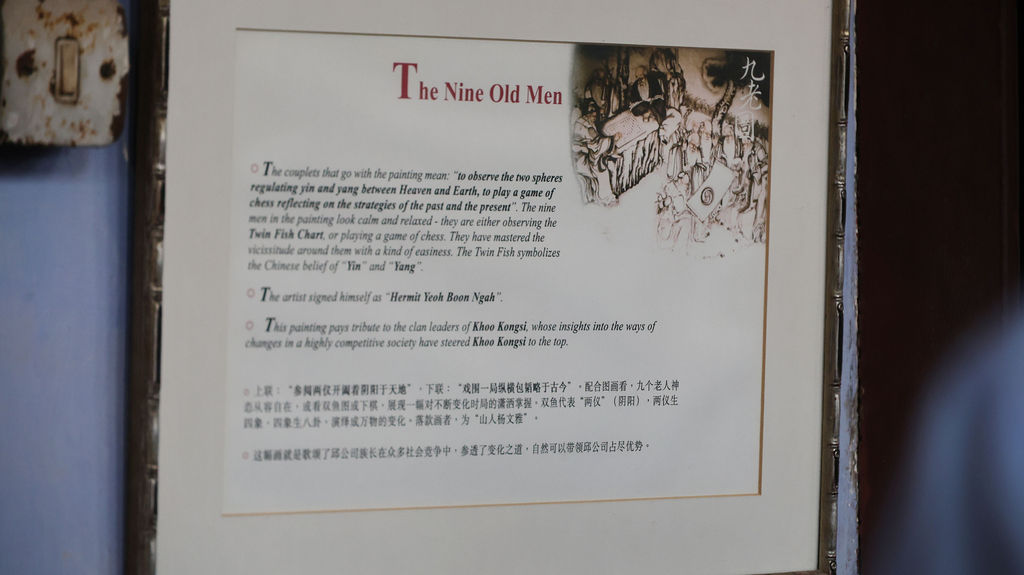 The Nine Old Men
九老图
The couplets that go with the painting mean: "to observe the two spheres
regulating yin and yang between Heaven and Earth, to play a game of
chess reflecting on the strategies of the past and the present". The nine
men in the painting look calm and relaxed - they are either observing the
Twin Fish Chart, or playing a game of chess. They have mastered the
vicissitude around them with a kind of easiness. The Twin Fish symbolizes
the Chinese belief of "Yin" and "Yang".
The artist signed himself as "Hermit Yeoh Boon Ngah".
This painting pays tribute to the clan leaders of Khoo Kongsi, whose insights into the ways of
changes in a highly competitive society have steered Khoo Kongsi to the top.
上联：“参阅两仪开阖着阴阳于天地”，下联：“戏围一局纵横包韬略于古今”。配合图画看，九个老人神
态从容自在，或看双鱼图或下棋，展现一幅对不断变化时局的潇洒掌握。双鱼代表“两仪”（阴阳），两仪生
四象，四象生八卦，演绎成万物的变化。落款画者，为“山人杨文雅”。
这幅画就是歌颂了邱公司族长在众多社会竞争中，参透了变化之道，自然可以带领邱公司占尽优势。